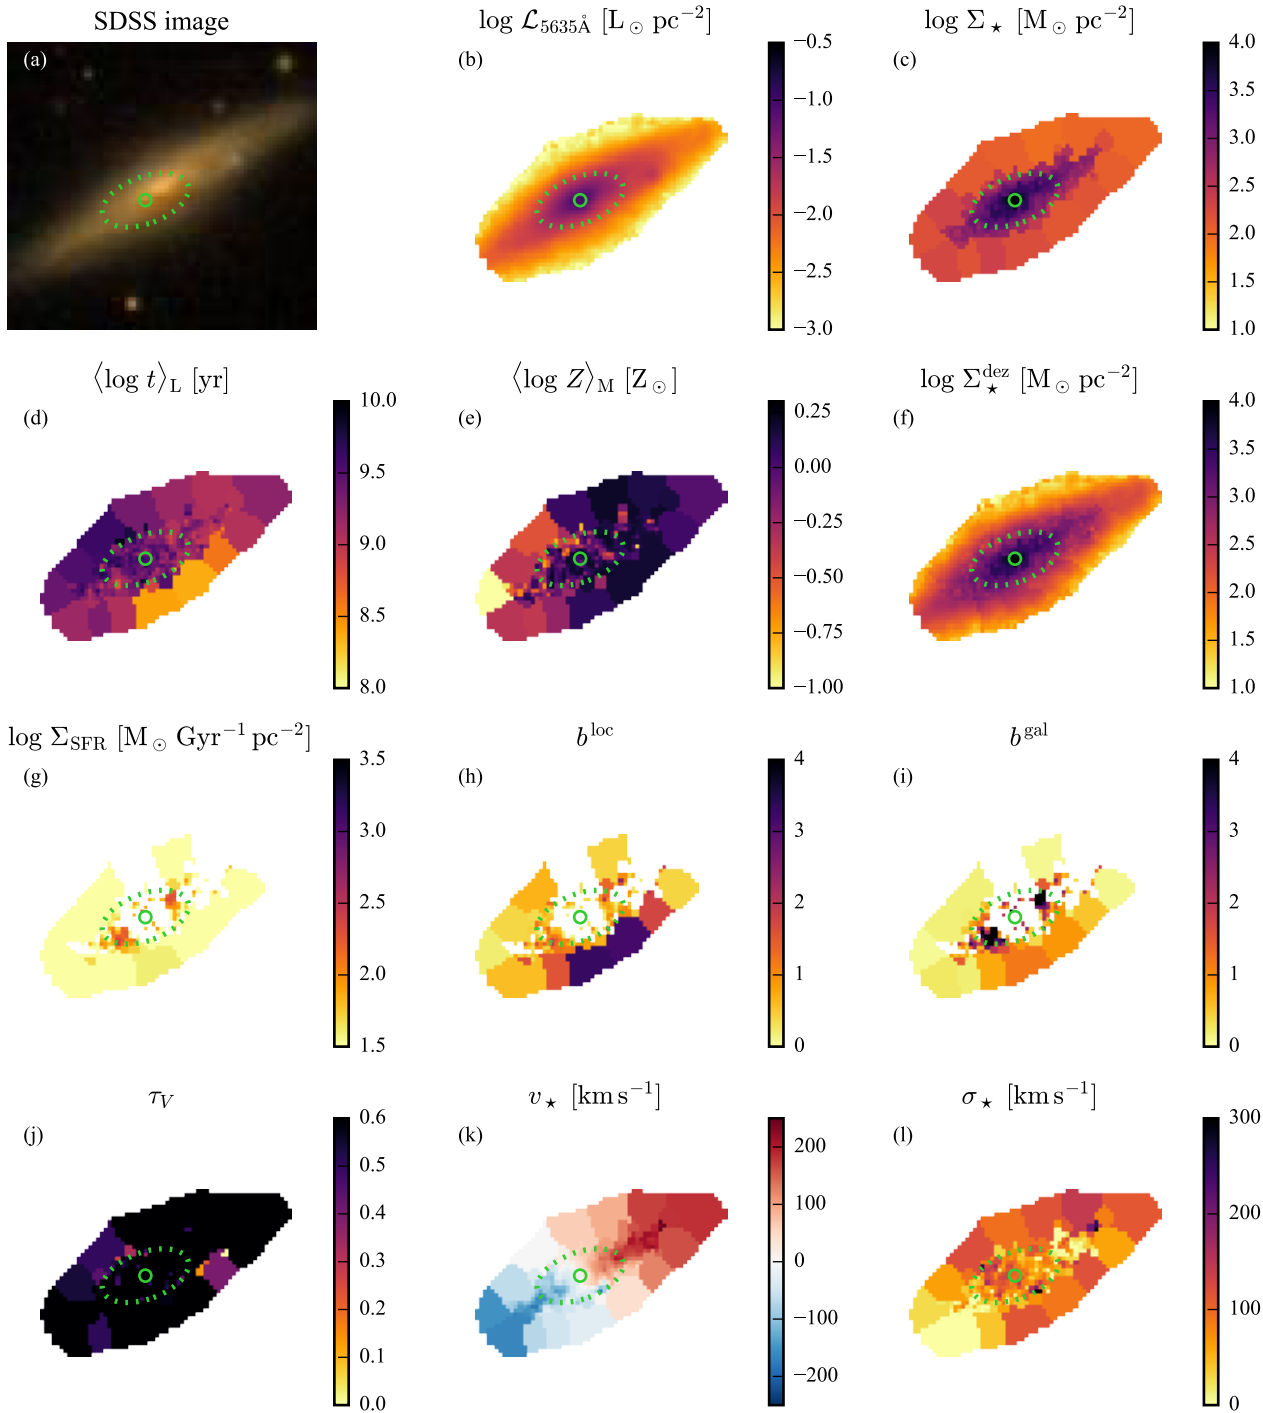 SDSS image
log ℒ₅₆₃₅Å [L⊙ pc⁻²]
log Σ⋆ [M⊙ pc⁻²]
(a)
(b)
−0.5
−1.0
−1.5
−2.0
−2.5
−3.0
(c)
4.0
3.5
3.0
2.5
2.0
1.5
1.0
⟨log t⟩L [yr]
⟨log Z⟩M [Z⊙]
log Σ⋆ᵈᵉᶻ [M⊙ pc⁻²]
(d)
10.0
9.5
9.0
8.5
8.0
(e)
0.25
0.00
−0.25
−0.50
−0.75
−1.00
(f)
4.0
3.5
3.0
2.5
2.0
1.5
1.0
log ΣSFR [M⊙ Gyr⁻¹ pc⁻²]
bˡᵒᶜ
bᵍᵃˡ
(g)
3.5
3.0
2.5
2.0
1.5
(h)
4
3
2
1
0
(i)
4
3
2
1
0
τV
v⋆ [km s⁻¹]
σ⋆ [km s⁻¹]
(j)
0.6
0.5
0.4
0.3
0.2
0.1
0.0
(k)
200
100
0
−100
−200
(l)
300
200
100
0